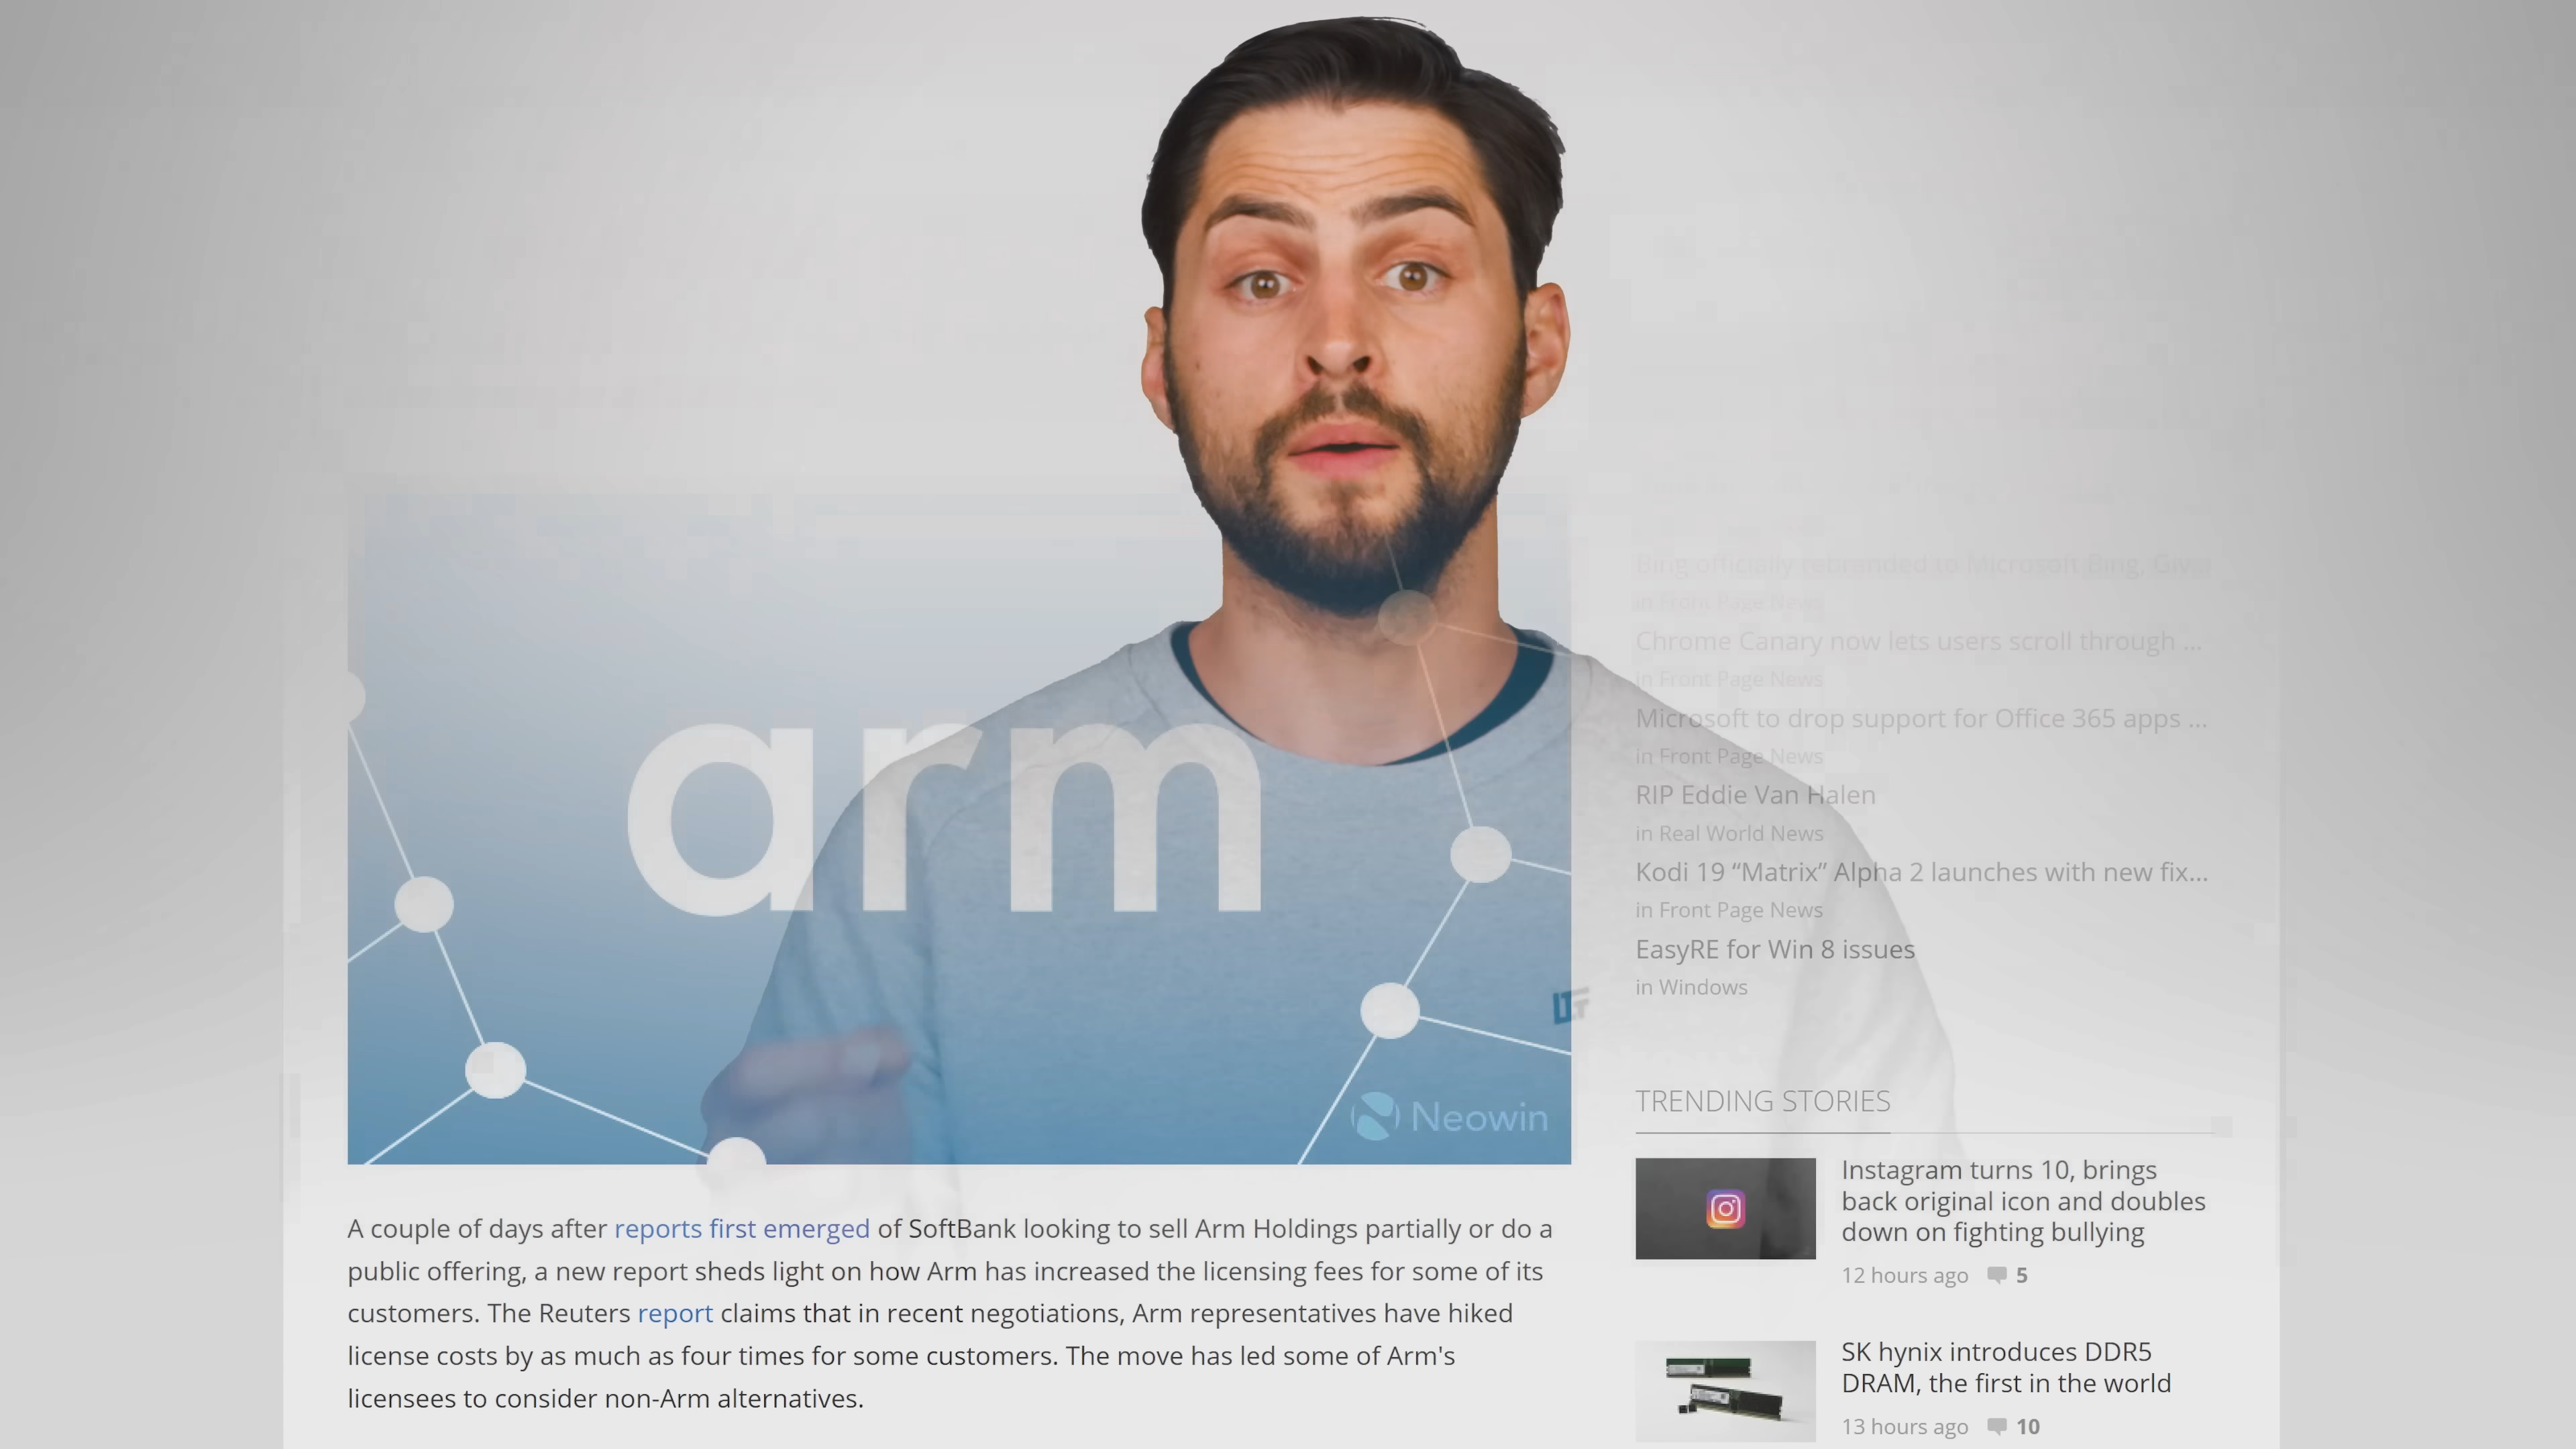 arm
Neowin
A couple of days after reports first emerged of SoftBank looking to sell Arm Holdings partially or do a
public offering, a new report sheds light on how Arm has increased the licensing fees for some of its
customers. The Reuters report claims that in recent negotiations, Arm representatives have hiked
license costs by as much as four times for some customers. The move has led some of Arm's
licensees to consider non-Arm alternatives.
Bing officially rebranded to Microsoft Bing, Giv...
in Front Page News
Chrome Canary now lets users scroll through ...
in Front Page News
Microsoft to drop support for Office 365 apps ...
in Front Page News
RIP Eddie Van Halen
in Real World News
Kodi 19 “Matrix” Alpha 2 launches with new fix...
in Front Page News
EasyRE for Win 8 issues
in Windows
TRENDING STORIES
Instagram turns 10, brings
back original icon and doubles
down on fighting bullying
12 hours ago 5
SK hynix introduces DDR5
DRAM, the first in the world
13 hours ago 10